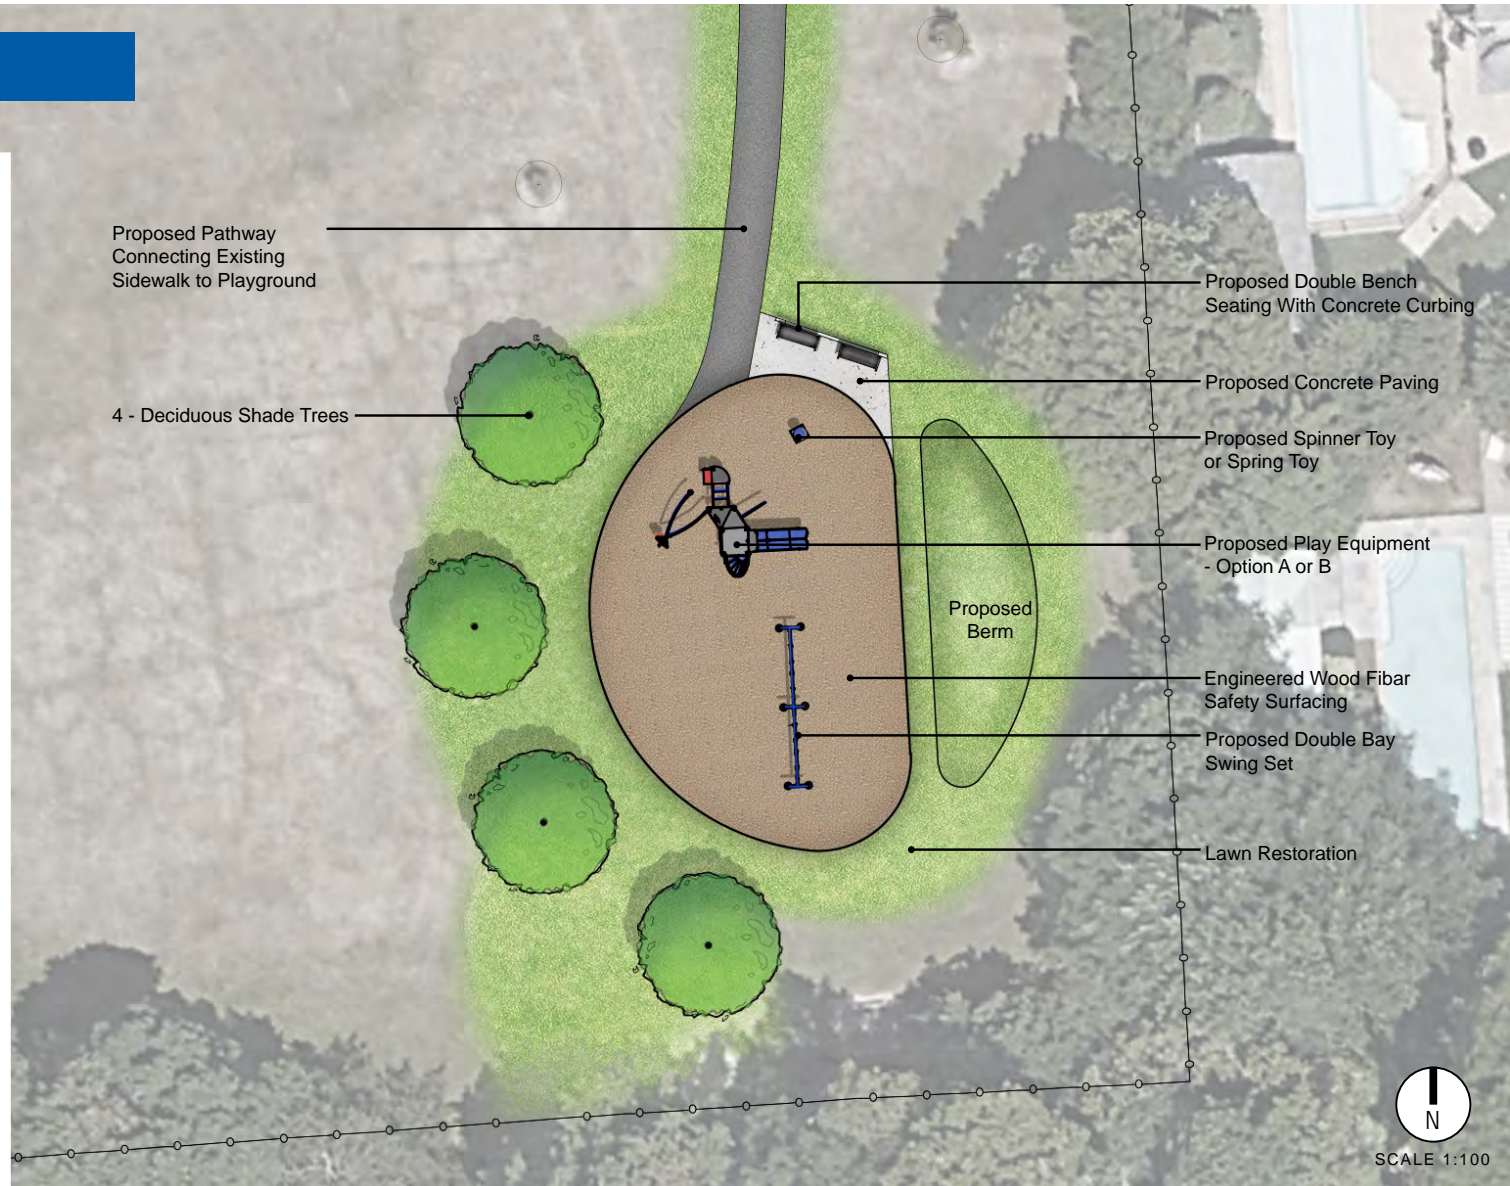 Proposed Pathway
Connecting Existing
Sidewalk to Playground
4 - Deciduous Shade Trees
Proposed Double Bench
Seating With Concrete Curbing
Proposed Concrete Paving
Proposed Spinner Toy
or Spring Toy
Proposed Play Equipment
- Option A or B
Proposed
Berm
Engineered Wood Fibar
Safety Surfacing
Proposed Double Bay
Swing Set
Lawn Restoration
N
SCALE 1:100